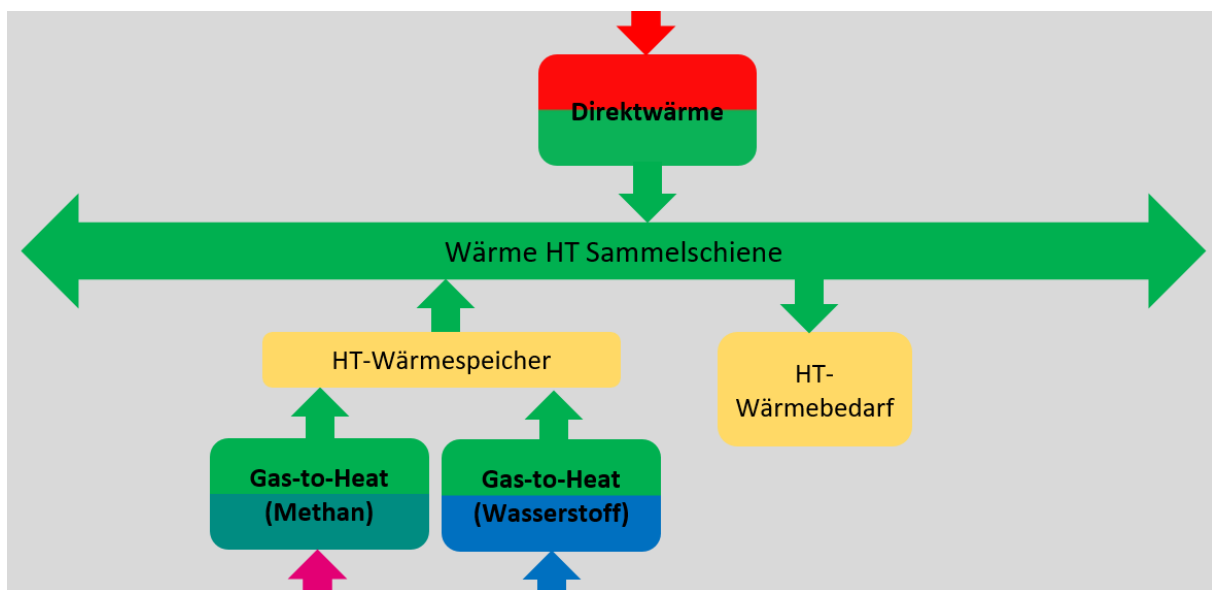 Direktwärme
Wärme HT Sammelschiene
HT-Wärmespeicher
HT-
Wärmebedarf
Gas-to-Heat
(Methan)
Gas-to-Heat
(Wasserstoff)